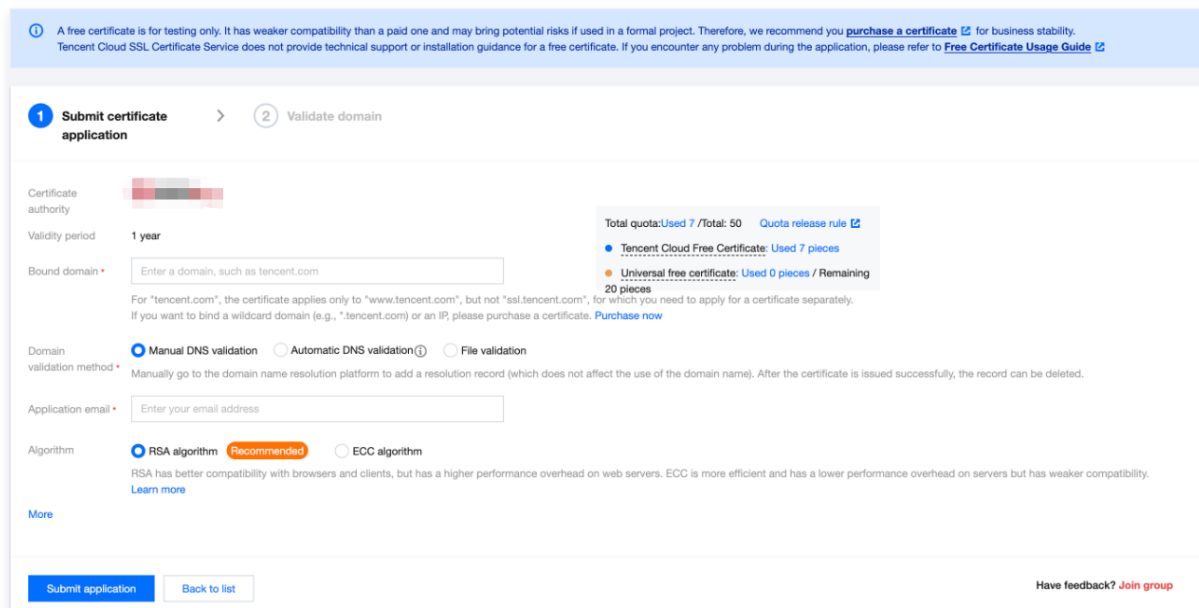 A free certificate is for testing only. It has weaker compatibility than a paid one and may bring potential risks if used in a formal project. Therefore, we recommend you purchase a certificate for business stability.
Tencent Cloud SSL Certificate Service does not provide technical support or installation guidance for a free certificate. If you encounter any problem during the application, please refer to Free Certificate Usage Guide
1 Submit certificate application
2 Validate domain
Certificate authority
Validity period 1 year
Total quota:Used 7 /Total: 50 Quota release rule
Tencent Cloud Free Certificate: Used 7 pieces
Universal free certificate: Used 0 pieces / Remaining
20 pieces
Bound domain * Enter a domain, such as tencent.com
For "tencent.com", the certificate applies only to "www.tencent.com", but not "ssl.tencent.com", for which you need to apply for a certificate separately.
If you want to bind a wildcard domain (e.g., *.tencent.com) or an IP, please purchase a certificate. Purchase now
Domain validation method * Manual DNS validation Automatic DNS validation File validation
Manually go to the domain name resolution platform to add a resolution record (which does not affect the use of the domain name). After the certificate is issued successfully, the record can be deleted.
Application email * Enter your email address
Algorithm RSA algorithm Recommended ECC algorithm
RSA has better compatibility with browsers and clients, but has a higher performance overhead on web servers. ECC is more efficient and has a lower performance overhead on servers but has weaker compatibility.
Learn more
More
Submit application Back to list Have feedback? Join group